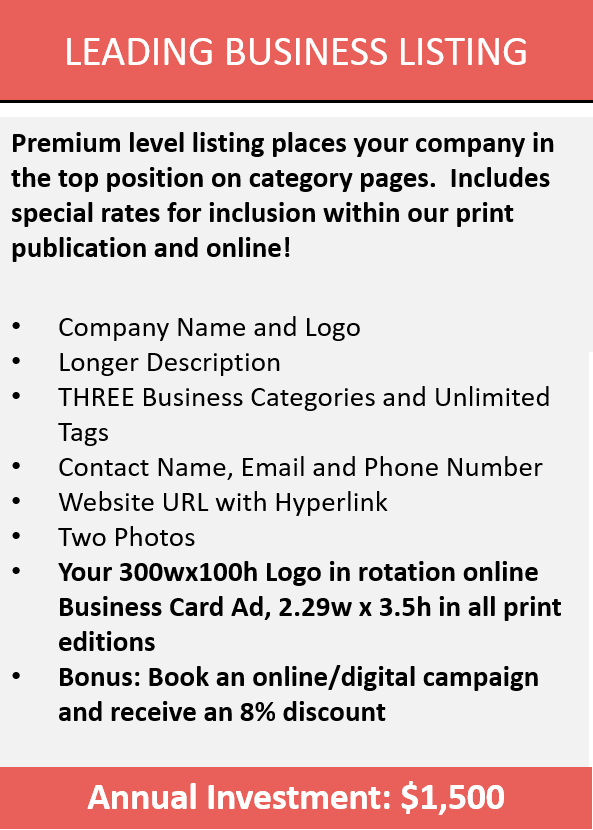 LEADING BUSINESS LISTING
Premium level listing places your company in
the top position on category pages.  Includes
special rates for inclusion within our print
publication and online!
• Company Name and Logo
• Longer Description
• THREE Business Categories and Unlimited
Tags
• Contact Name, Email and Phone Number
• Website URL with Hyperlink
• Two Photos
• Your 300wx100h Logo in rotation online
Business Card Ad, 2.29w x 3.5h in all print
editions
• Bonus: Book an online/digital campaign
and receive an 8% discount
Annual Investment: $1,500